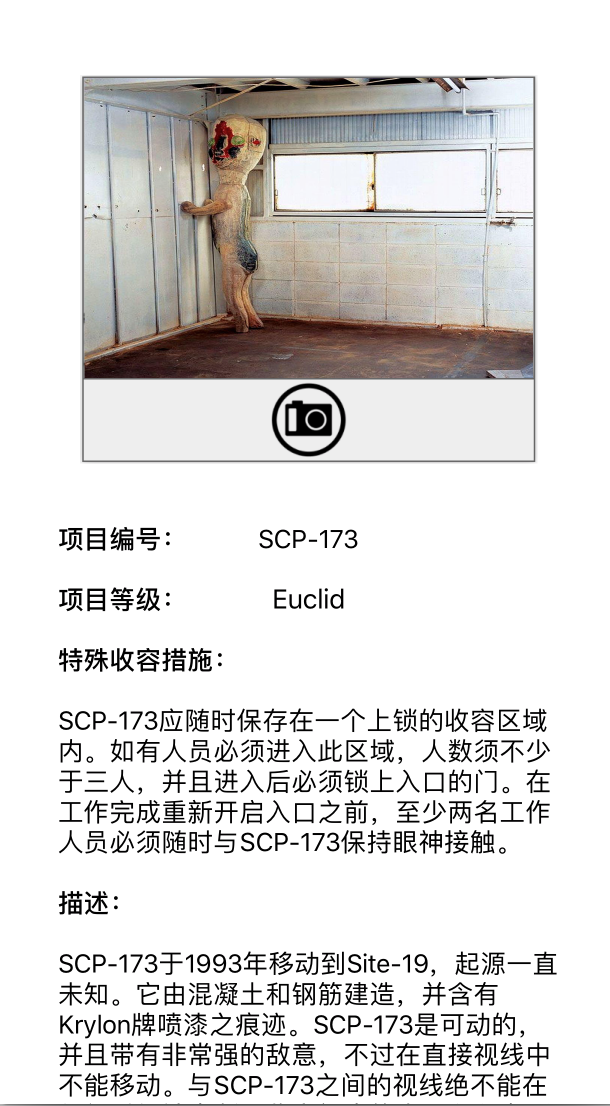 项目编号： SCP-173
项目等级： Euclid
特殊收容措施：
SCP-173应随时保存在一个上锁的收容区域
内。如有人员必须进入此区域，人数须不少
于三人，并且进入后必须锁上入口的门。在
工作完成重新开启入口之前，至少两名工作
人员必须随时与SCP-173保持眼神接触。
描述：
SCP-173于1993年移动到Site-19，起源一直
未知。它由混凝土和钢筋建造，并含有
Krylon牌喷漆之痕迹。SCP-173是可动的，
并且带有非常强的敌意，不过在直接视线中
不能移动。与SCP-173之间的视线绝不能在